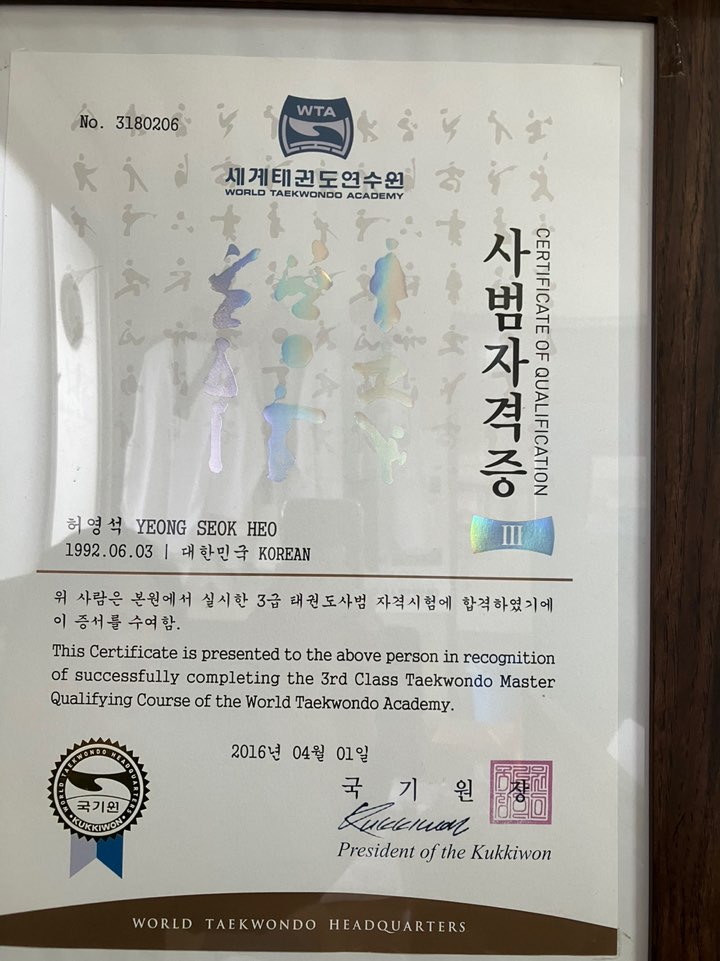 No. 3180206
WTA
세계태권도연수원
WORLD TAEKWONDO ACADEMY
사범자격증
CERTIFICATE OF QUALIFICATION
III
허영석 YEONG SEOK HEO
1992.06.03 | 대한민국 KOREAN
위 사람은 본원에서 실시한 3급 태권도사범 자격시험에 합격하였기에
이 증서를 수여함.
This Certificate is presented to the above person in recognition
of successfully completing the 3rd Class Taekwondo Master
Qualifying Course of the World Taekwondo Academy.
2016년 04월 01일
국 기 원 장
Kukkiwon
President of the Kukkiwon
WORLD TAEKWONDO HEADQUARTERS
국기원
KUKKIWON
WORLD TAEKWONDO HEADQUARTERS